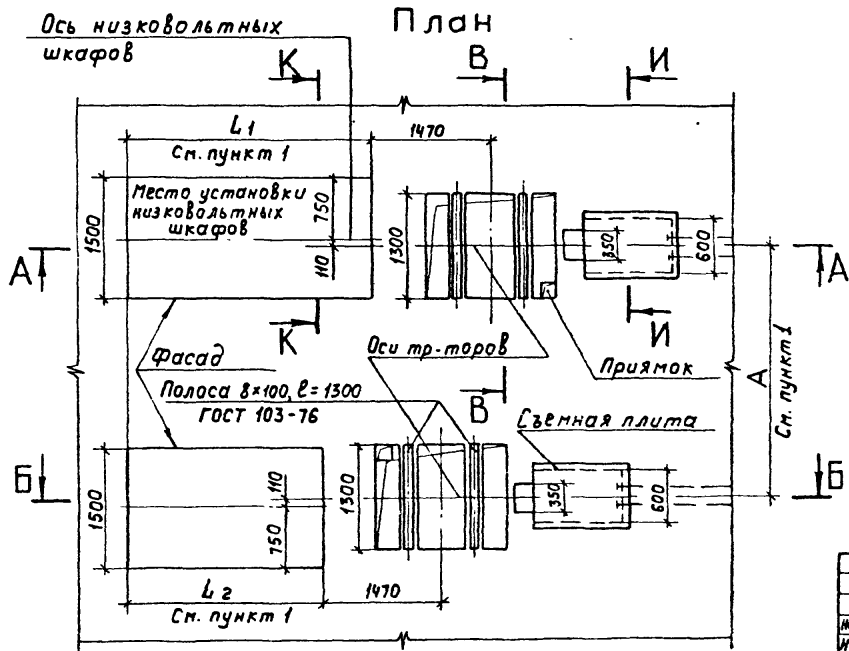 План
Ось низковольтных
шкафов
К
В
И
L1
См. пункт 1
1470
Место установки
низковольтных
шкафов
1500
750
110
1300
350
600
А
А
К
И
Фасад
Оси тр-торов
Приямок
А
См. пункт 1
Полоса 8×100, ℓ=1300
ГОСТ 103-76
В
Съемная плита
Б
Б
1500
110
750
1300
350
600
L2
См. пункт 1
1470